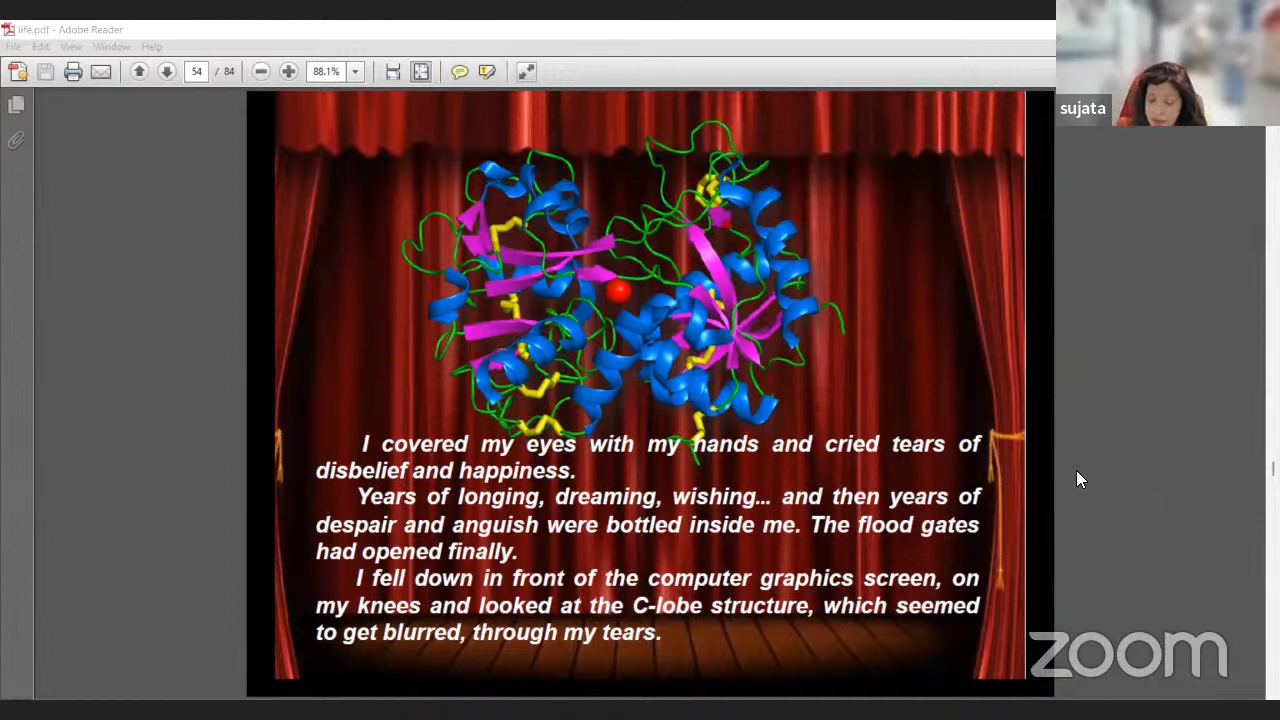 life.pdf - Adobe Reader
File Edit View Window Help
54 / 84 88.1%
sujata
I covered my eyes with my hands and cried tears of
disbelief and happiness.
Years of longing, dreaming, wishing... and then years of
despair and anguish were bottled inside me. The flood gates
had opened finally.
I fell down in front of the computer graphics screen, on
my knees and looked at the C-lobe structure, which seemed
to get blurred, through my tears.
zoom